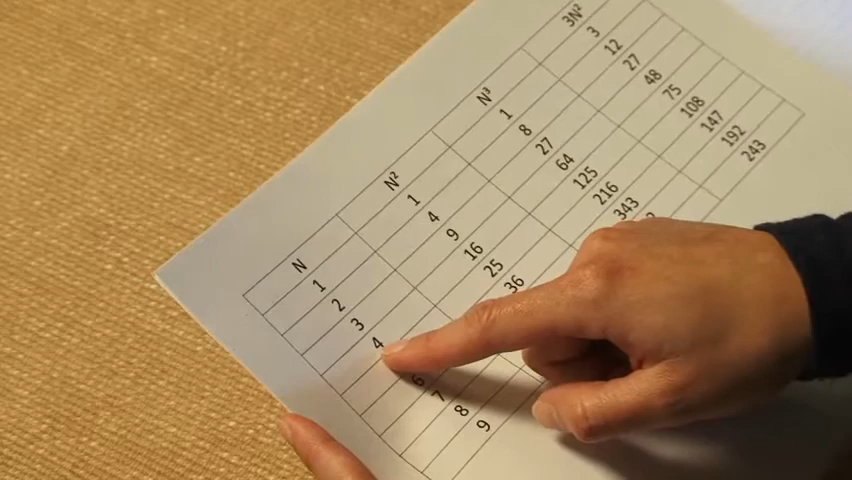 N N² N³ 3N²
1 1 1 3
2 4 8 12
3 9 27 27
4 16 64 48
25 125 75
6 36 216 108
7 343 147
8 192
9 243